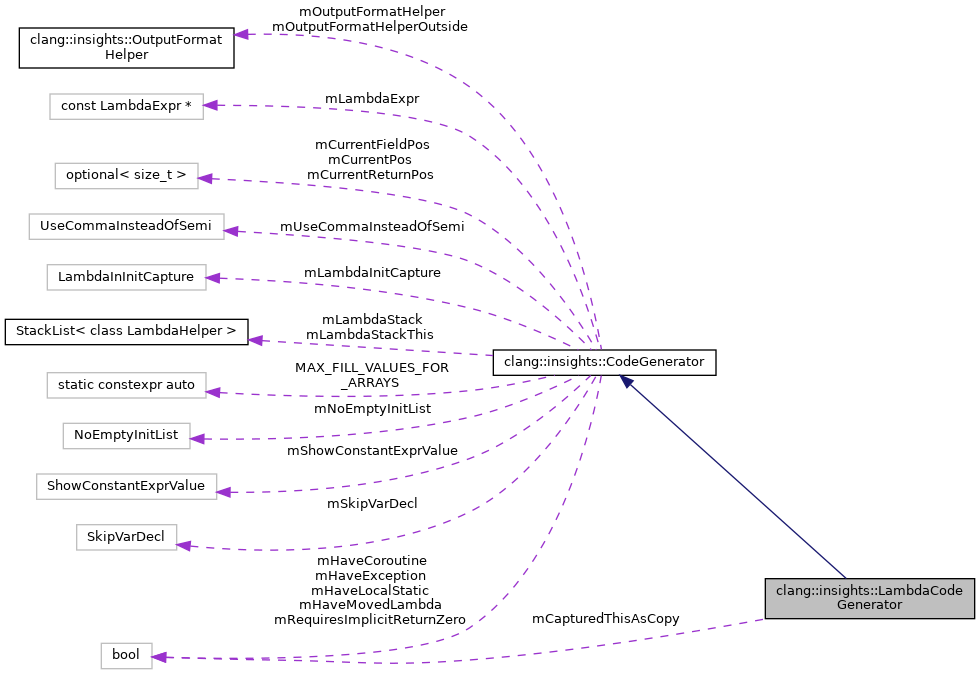 mOutputFormatHelper
mOutputFormatHelperOutside
clang::insights::OutputFormat
Helper
const LambdaExpr *
mLambdaExpr
optional< size_t >
mCurrentFieldPos
mCurrentPos
mCurrentReturnPos
UseCommaInsteadOfSemi
mUseCommaInsteadOfSemi
LambdaInInitCapture
mLambdaInitCapture
StackList< class LambdaHelper >
mLambdaStack
mLambdaStackThis
clang::insights::CodeGenerator
static constexpr auto
MAX_FILL_VALUES_FOR
_ARRAYS
NoEmptyInitList
mNoEmptyInitList
ShowConstantExprValue
mShowConstantExprValue
SkipVarDecl
mSkipVarDecl
mHaveCoroutine
mHaveException
mHaveLocalStatic
mHaveMovedLambda
mRequiresImplicitReturnZero
clang::insights::LambdaCode
Generator
mCapturedThisAsCopy
bool